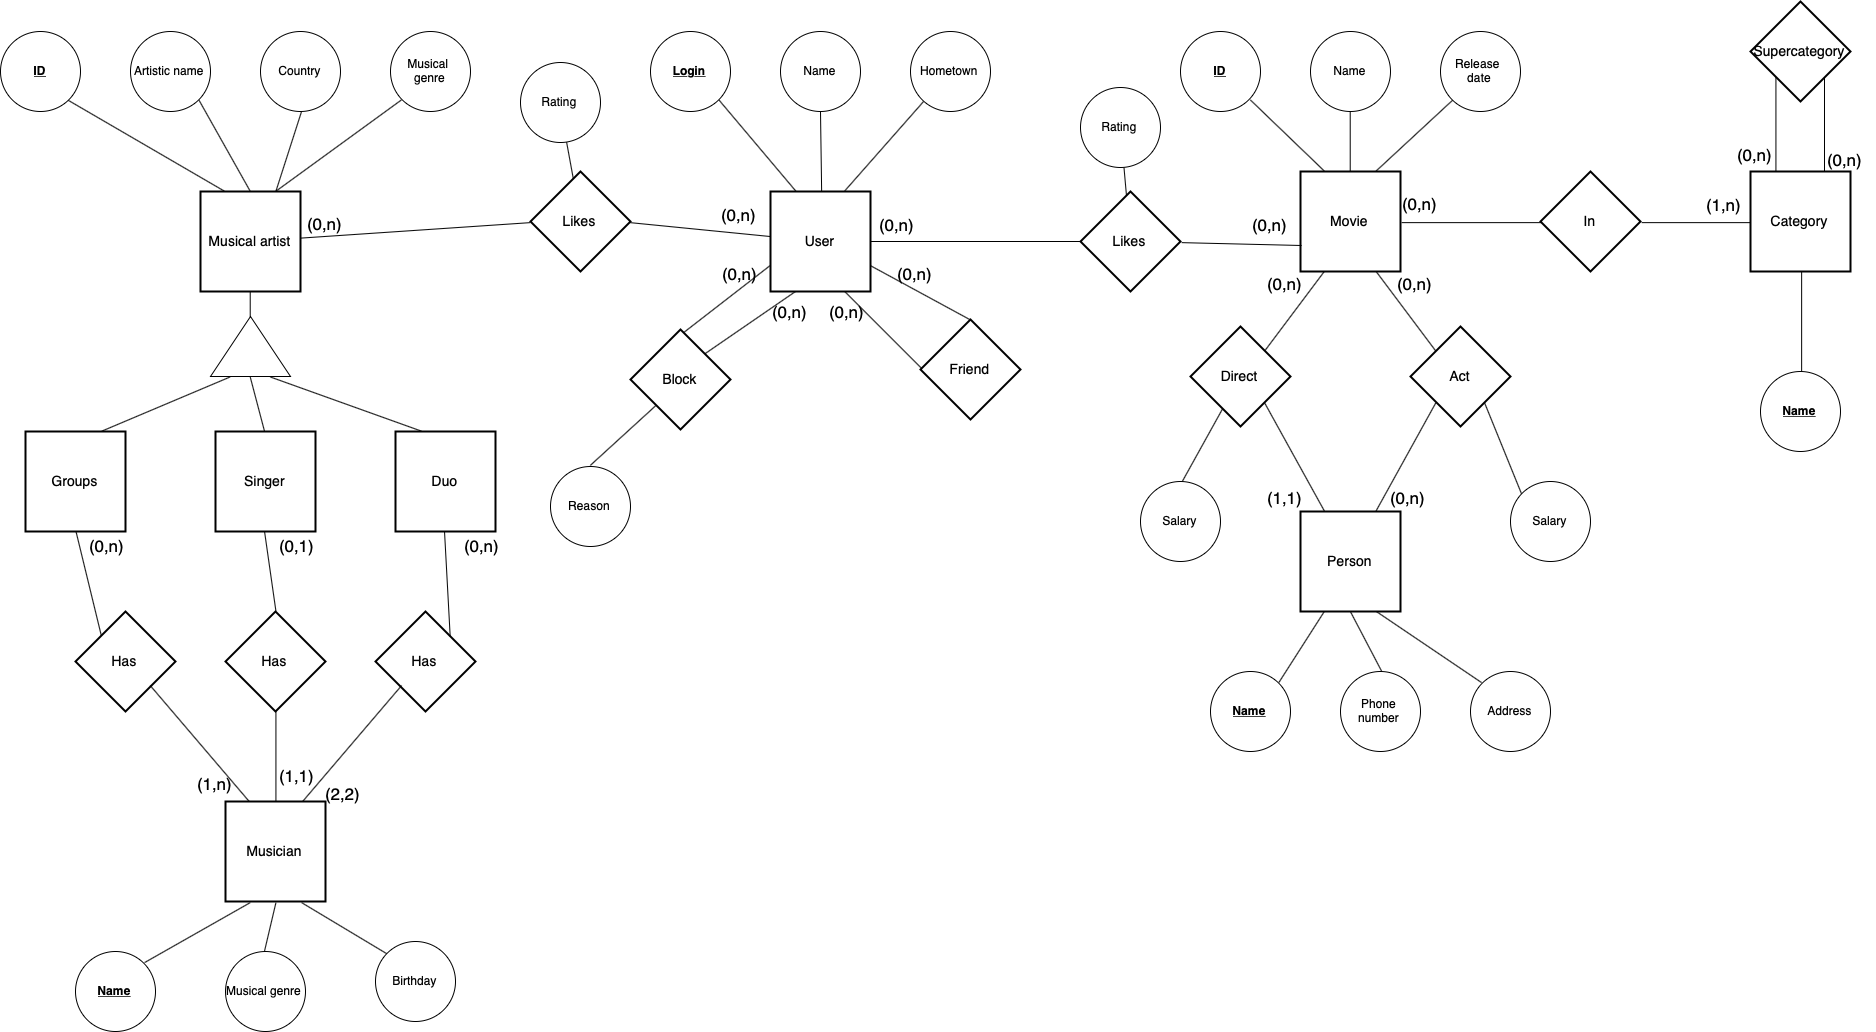 Supercategory
ID
Artistic name
Country
Musical
genre
Rating
Login
Name
Hometown
Rating
ID
Name
Release
date
(0,n)
(0,n)
Musical artist
(0,n)
Likes
(0,n)
User
(0,n)
Likes
(0,n)
Movie
(0,n)
In
(1,n)
Category
(0,n)
(0,n)
(0,n)
(0,n)
(0,n)
(0,n)
Block
Friend
Direct
Act
Name
Groups
Singer
Duo
Reason
Salary
(1,1)
(0,n)
Salary
(0,n)
(0,1)
(0,n)
Person
Has
Has
Has
Name
Phone
number
Address
(1,n)
(1,1)
(2,2)
Musician
Name
Musical genre
Birthday